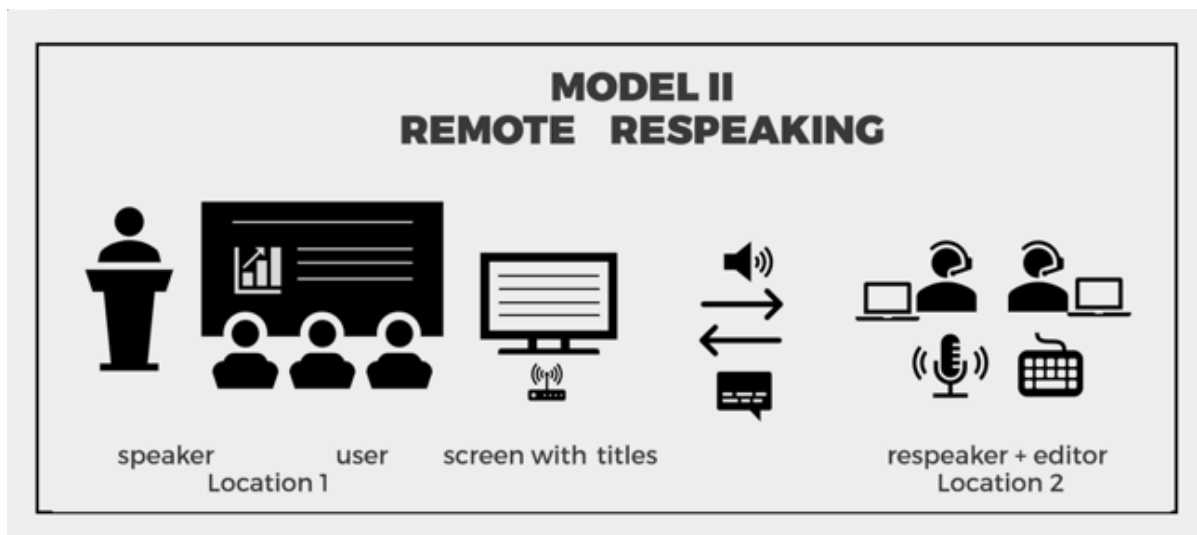 MODEL II
REMOTE RESPEAKING
speaker user screen with titles respeaker + editor
Location 1 Location 2